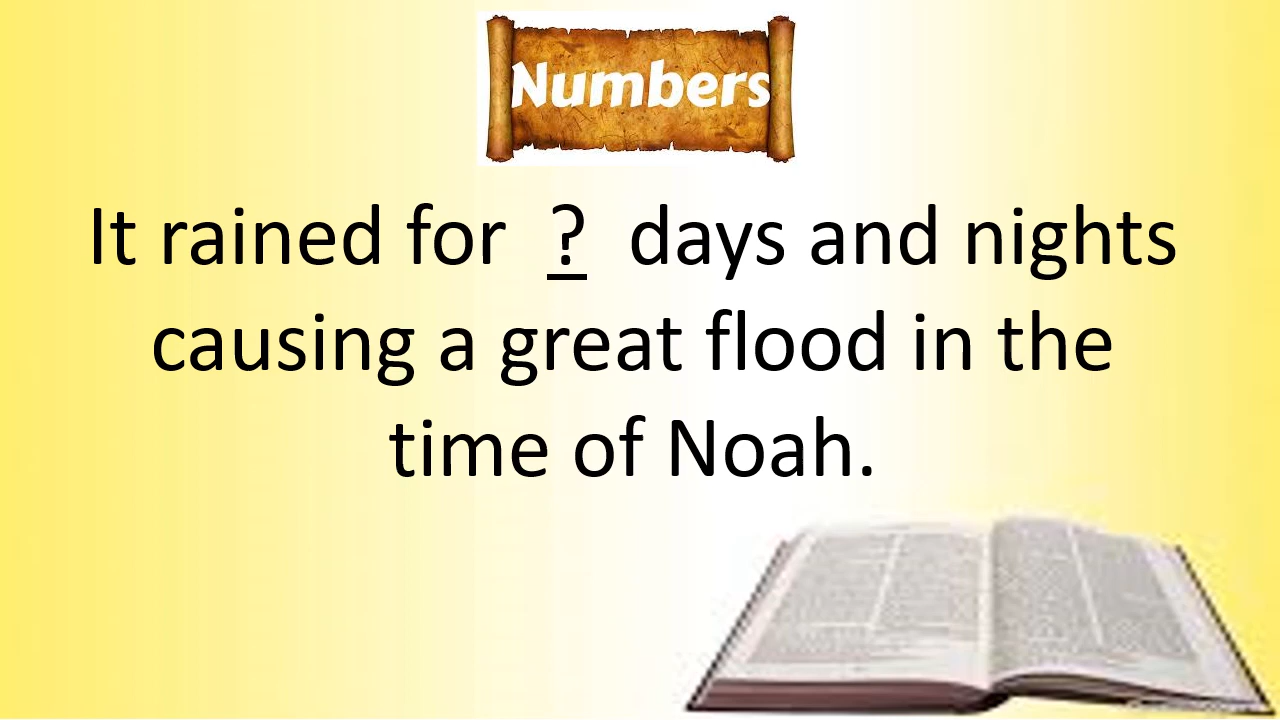 Numbers
It rained for ? days and nights
causing a great flood in the
time of Noah.